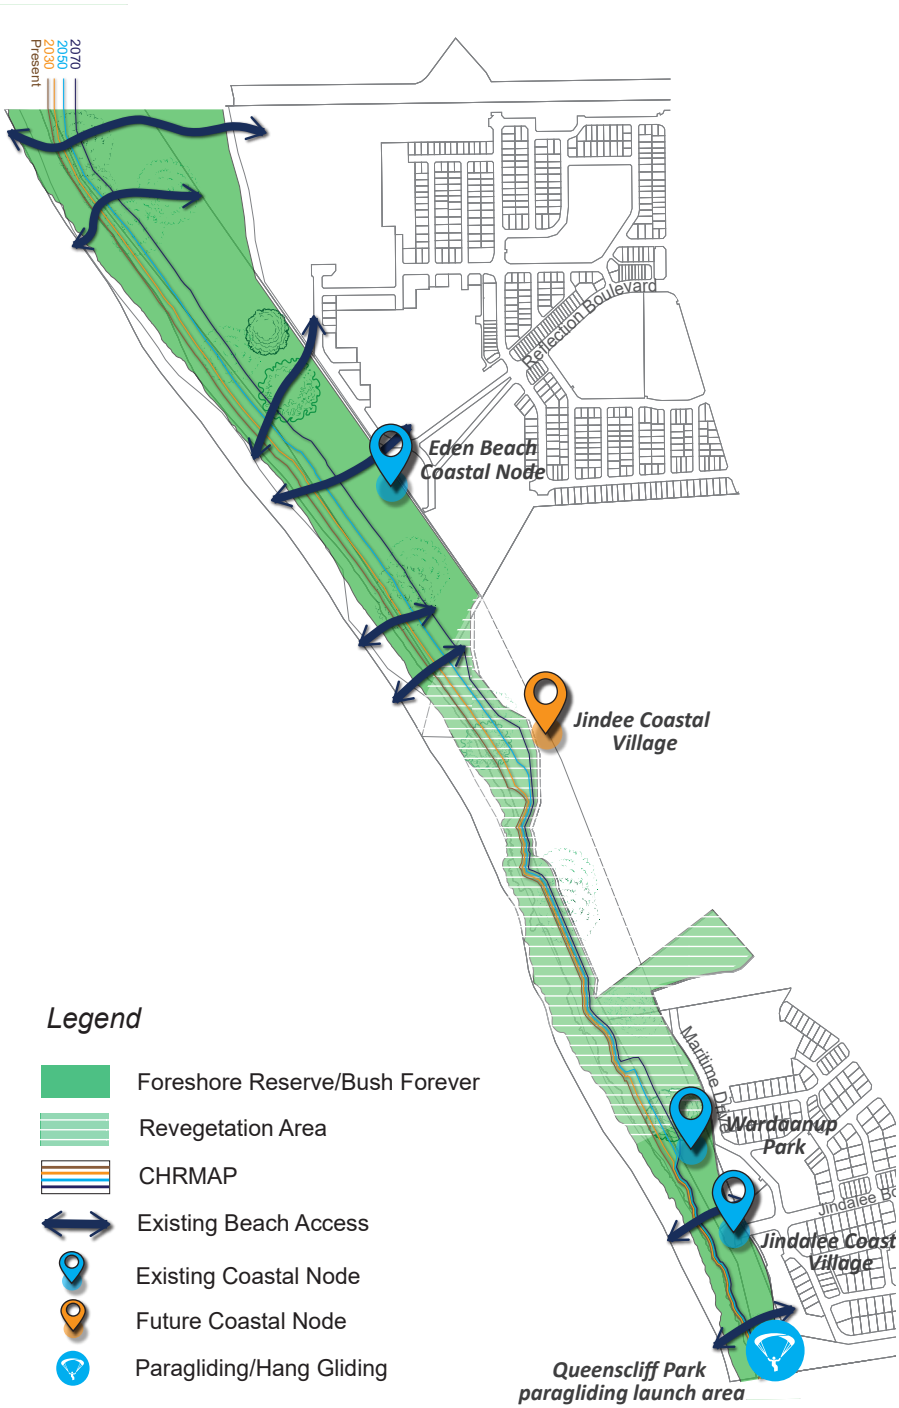 Present
2030
2050
2070
Reflection Boulevard
Eden Beach
Coastal Node
Jindee Coastal
Village
Maritime Drive
Wardaanup
Park
Jindalee Bo
Jindalee Coast
Village
Queenscliff Park
paragliding launch area
Legend
Foreshore Reserve/Bush Forever
Revegetation Area
CHRMAP
Existing Beach Access
Existing Coastal Node
Future Coastal Node
Paragliding/Hang Gliding